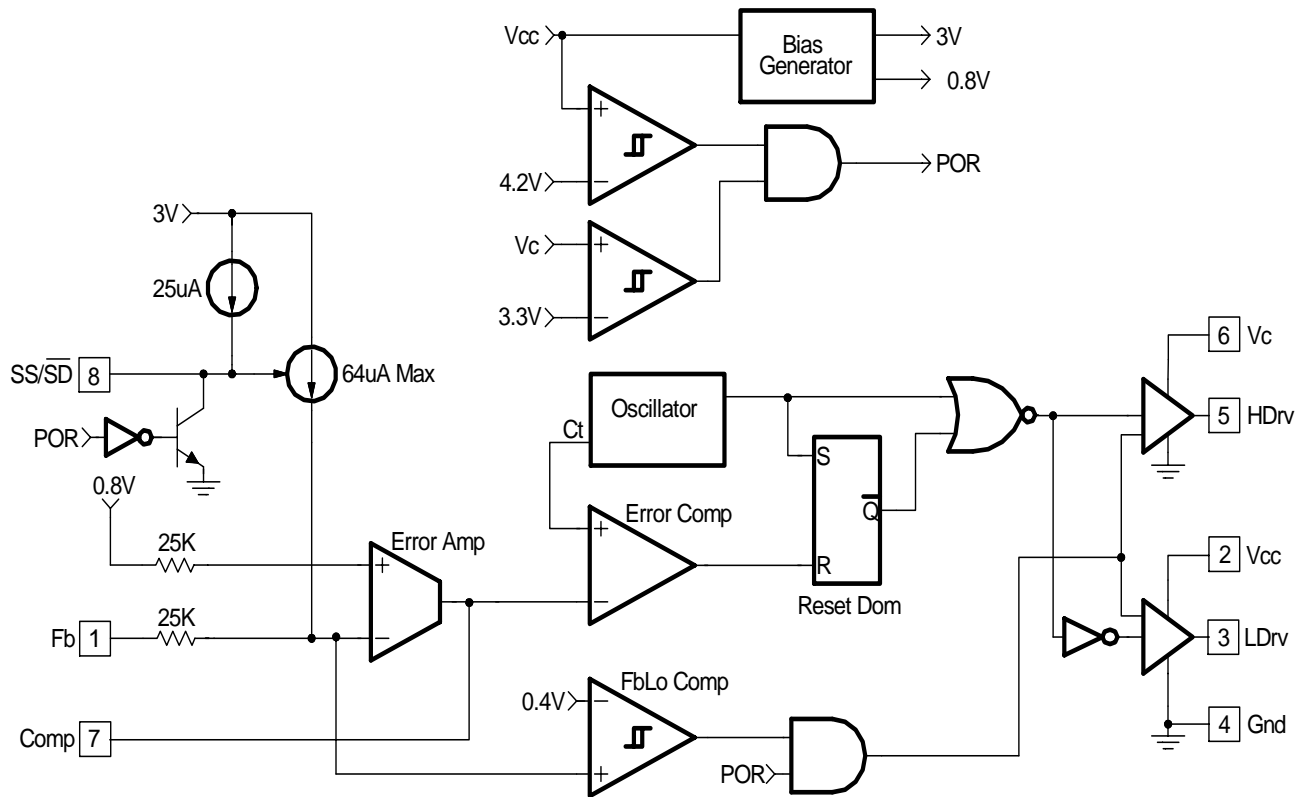 Vcc
Bias
Generator
3V
0.8V
+
4.2V
−
POR
3V
Vc
+
25uA
3.3V
−
SS/SD
8
64uA Max
6
Vc
Oscillator
Ct
5
HDrv
POR
S
0.8V
Q
+
Error Comp
25K
Error Amp
+
2
Vcc
R
−
Reset Dom
25K
Fb
1
−
3
LDrv
FbLo Comp
0.4V
−
4
Gnd
Comp
7
+
POR